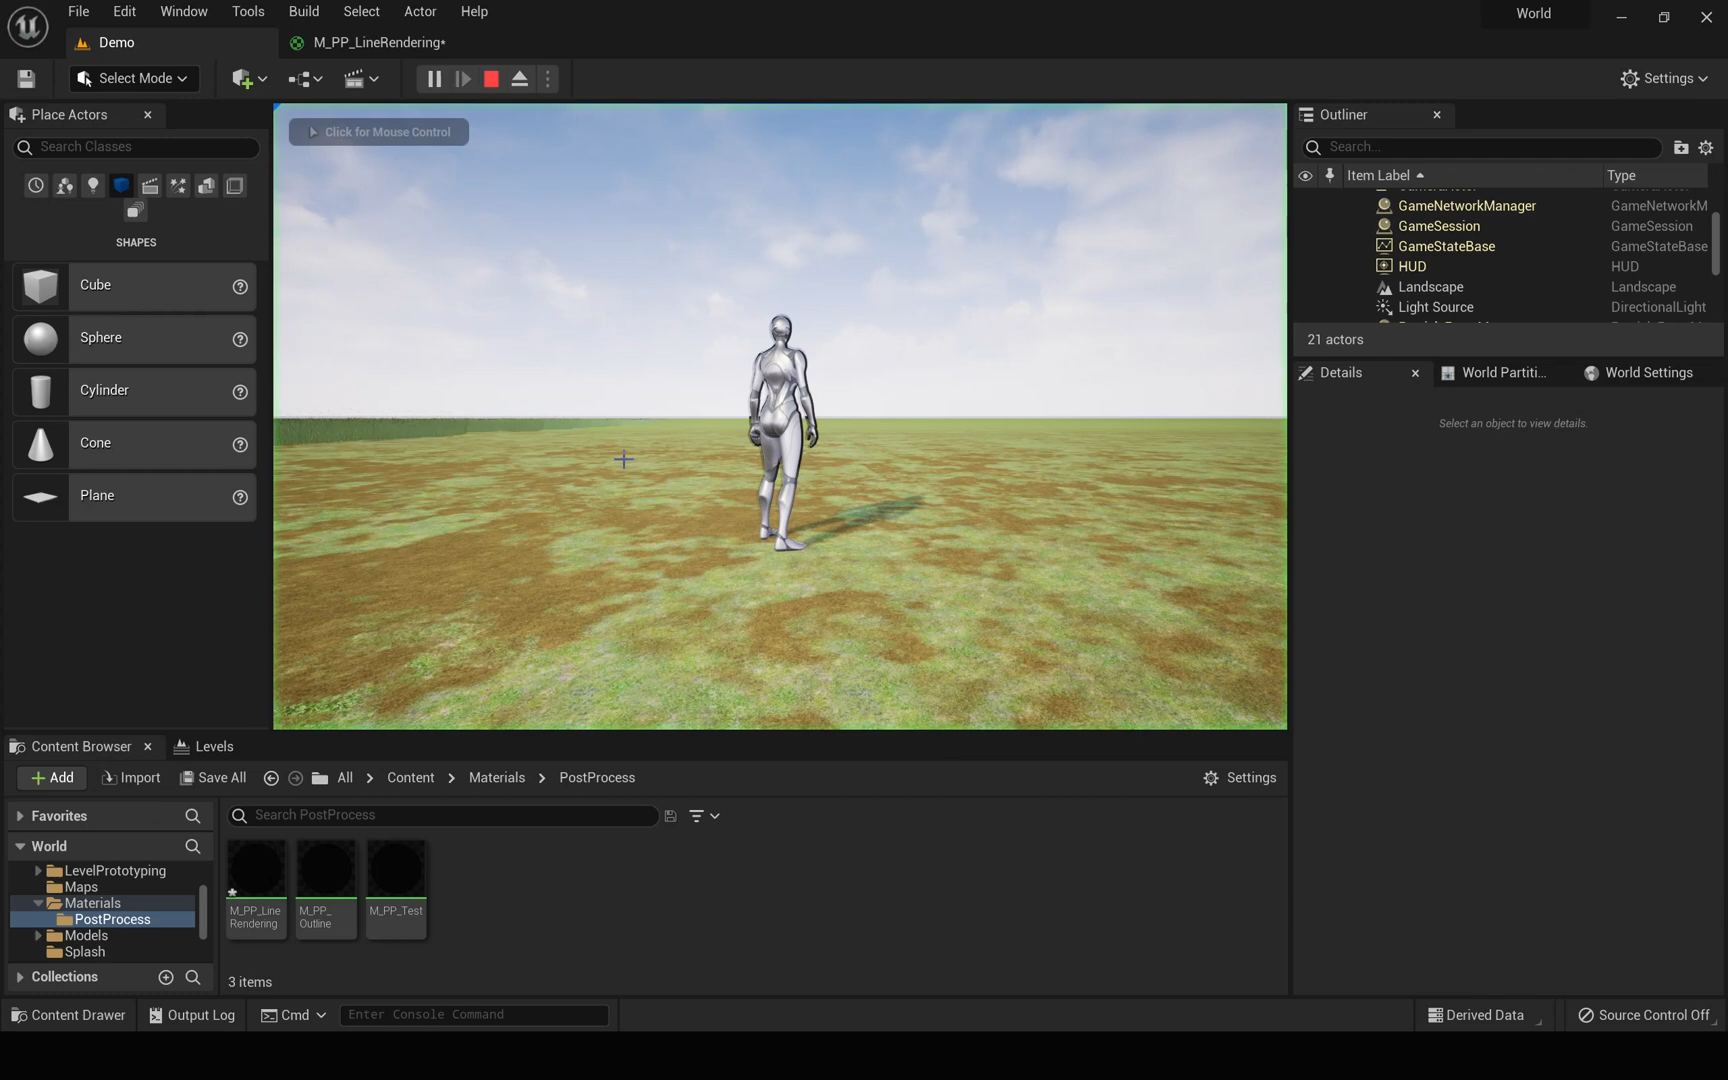 File Edit Window Tools Build Select Actor Help World
Demo M_PP_LineRendering*
Select Mode Settings
Place Actors
Search Classes
SHAPES
Cube
Sphere
Cylinder
Cone
Plane
Click for Mouse Control
Outliner
Search...
Item Label Type
GameNetworkManager GameNetworkM
GameSession GameSession
GameStateBase GameStateBase
HUD HUD
Landscape Landscape
Light Source DirectionalLight
21 actors
Details World Partiti... World Settings
Select an object to view details.
Content Browser Levels
Add Import Save All All Content Materials PostProcess Settings
Favorites
World
LevelPrototyping
Maps
Materials
PostProcess
Models
Splash
Collections
Search PostProcess
M_PP_Line
Rendering
M_PP_
Outline
M_PP_Test
3 items
Content Drawer Output Log Cmd Enter Console Command Derived Data Source Control Off